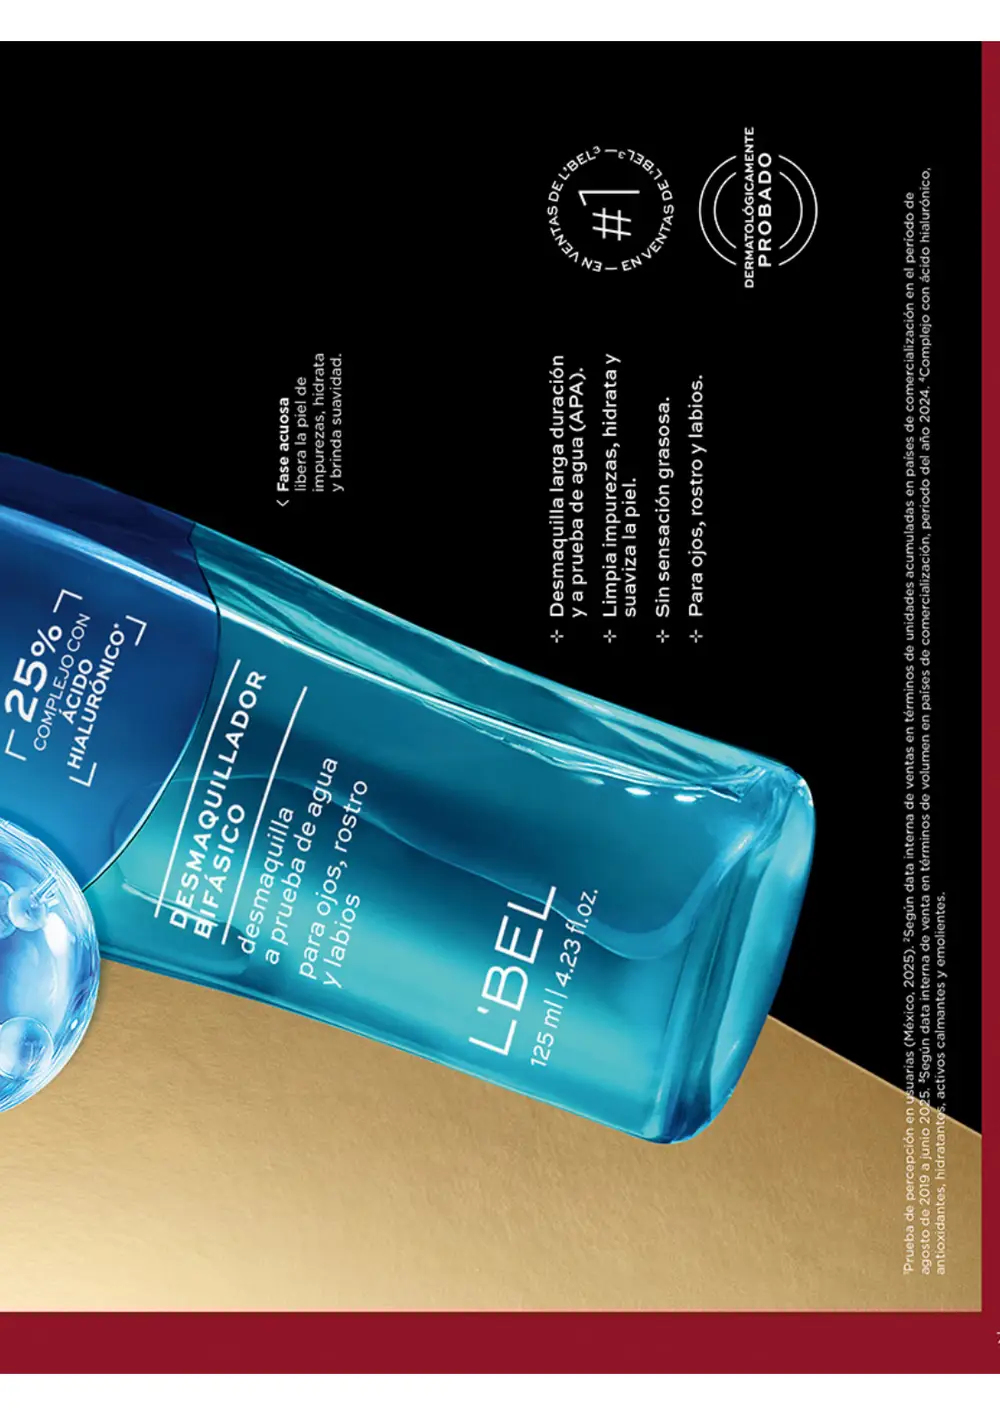 25%
COMPLEJO CON
ÁCIDO
HIALURÓNICO*
DESMAQUILLADOR
BIFÁSICO
desmaquilla
a prueba de agua
para ojos, rostro
y labios
L'BEL
125 ml | 4.23 fl.oz.
< Fase acuosa
libera la piel de
impurezas, hidrata
y brinda suavidad.
Desmaquilla larga duración
y a prueba de agua (APA).
Limpia impurezas, hidrata y
suaviza la piel.
Sin sensación grasosa.
Para ojos, rostro y labios.
#1
EN VENTAS DE L'BEL³ — EN VENTAS DE L'BEL³ —
DERMATOLÓGICAMENTE
PROBADO
¹Prueba de percepción en usuarias (México, 2025). ²Según data interna de ventas en términos de unidades acumuladas en países de comercialización en el periodo de
agosto de 2019 a junio 2025. ³Según data interna de venta en términos de volumen en países de comercialización, periodo del año 2024. ⁴Complejo con ácido hialurónico,
antioxidantes, hidratantes, activos calmantes y emolientes.